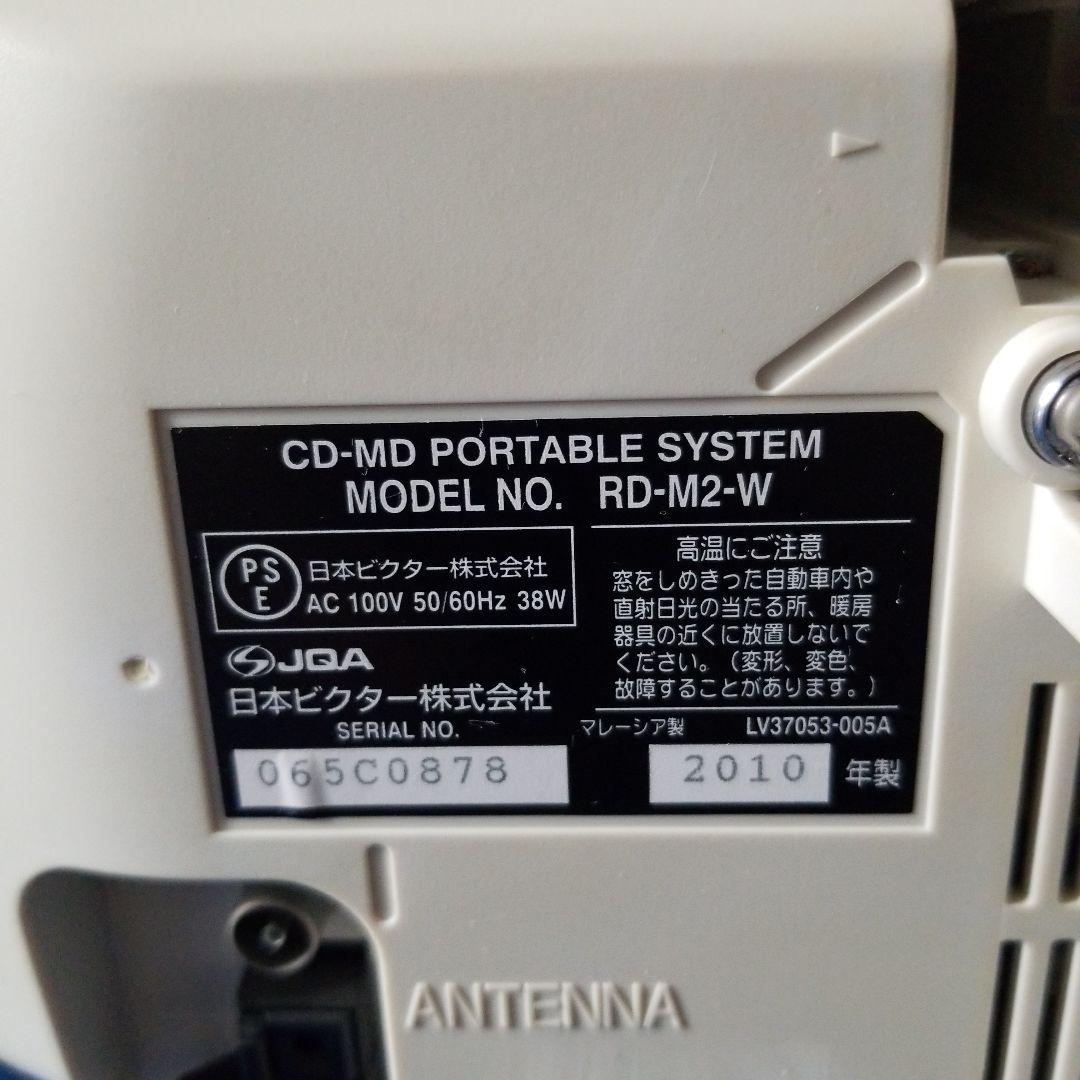 CD-MD PORTABLE SYSTEM
MODEL NO. RD-M2-W
PS
E
日本ビクター株式会社
AC 100V 50/60Hz 38W
JQA
日本ビクター株式会社
SERIAL NO.
065C0878
高温にご注意
窓をしめきった自動車内や
直射日光の当たる所、暖房
器具の近くに放置しないで
ください。(変形、変色、
故障することがあります。)
マレーシア製 LV37053-005A
2010 年製
ANTENNA